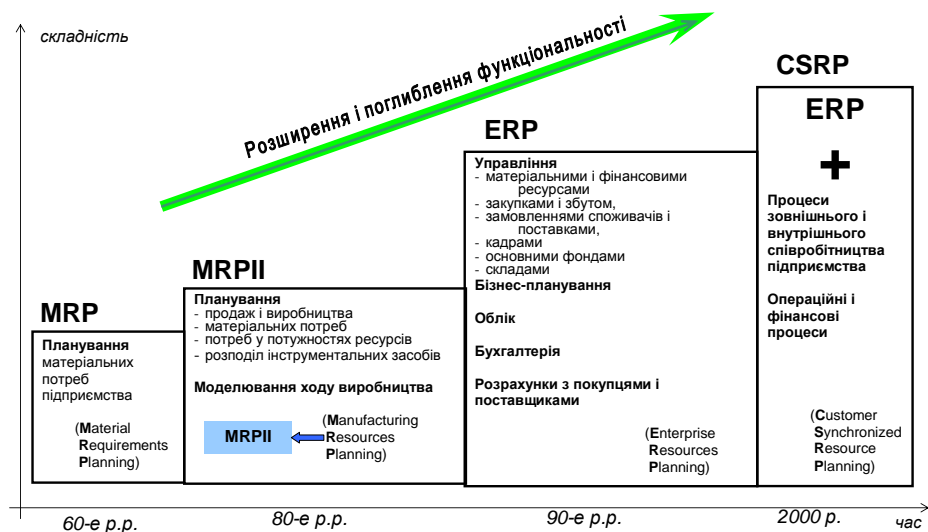 складність
Розширення і поглиблення функціональності
CSRP
ERP
+
Процеси
зовнішнього і
внутрішнього
співробітництва
підприємства
Операційні і
фінансові
процеси
(Customer
Synchronized
Resource
Planning)
ERP
Управління
- матеріальними і фінансовими
ресурсами
- закупками і збутом,
- замовленнями споживачів і
поставками,
- кадрами
- основними фондами
- складами
Бізнес-планування
Облік
Бухгалтерія
Розрахунки з покупцями і
поставщиками
(Enterprise
Resources
Planning)
MRPII
Планування
- продаж і виробництва
- матеріальних потреб
- потреб у потужностях ресурсів
- розподіл інструментальних засобів
Моделювання ходу виробництва
MRPII
(Manufacturing
Resources
Planning)
MRP
Планування
матеріальних
потреб
підприємства
(Material
Requirements
Planning)
60-е р.р.
80-е р.р.
90-е р.р.
2000 р.
час